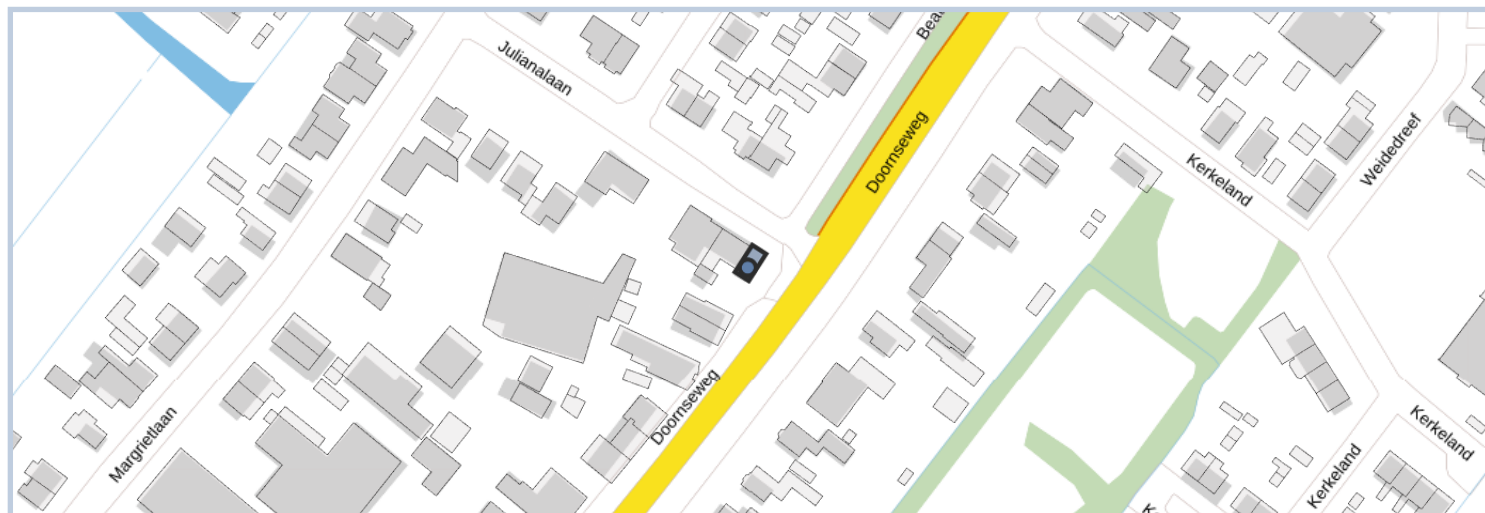 Julianalaan
Doornseweg
Kerkeland
Weidedreef
Margrietlaan
Doornseweg
Kerkeland
Kerkeland